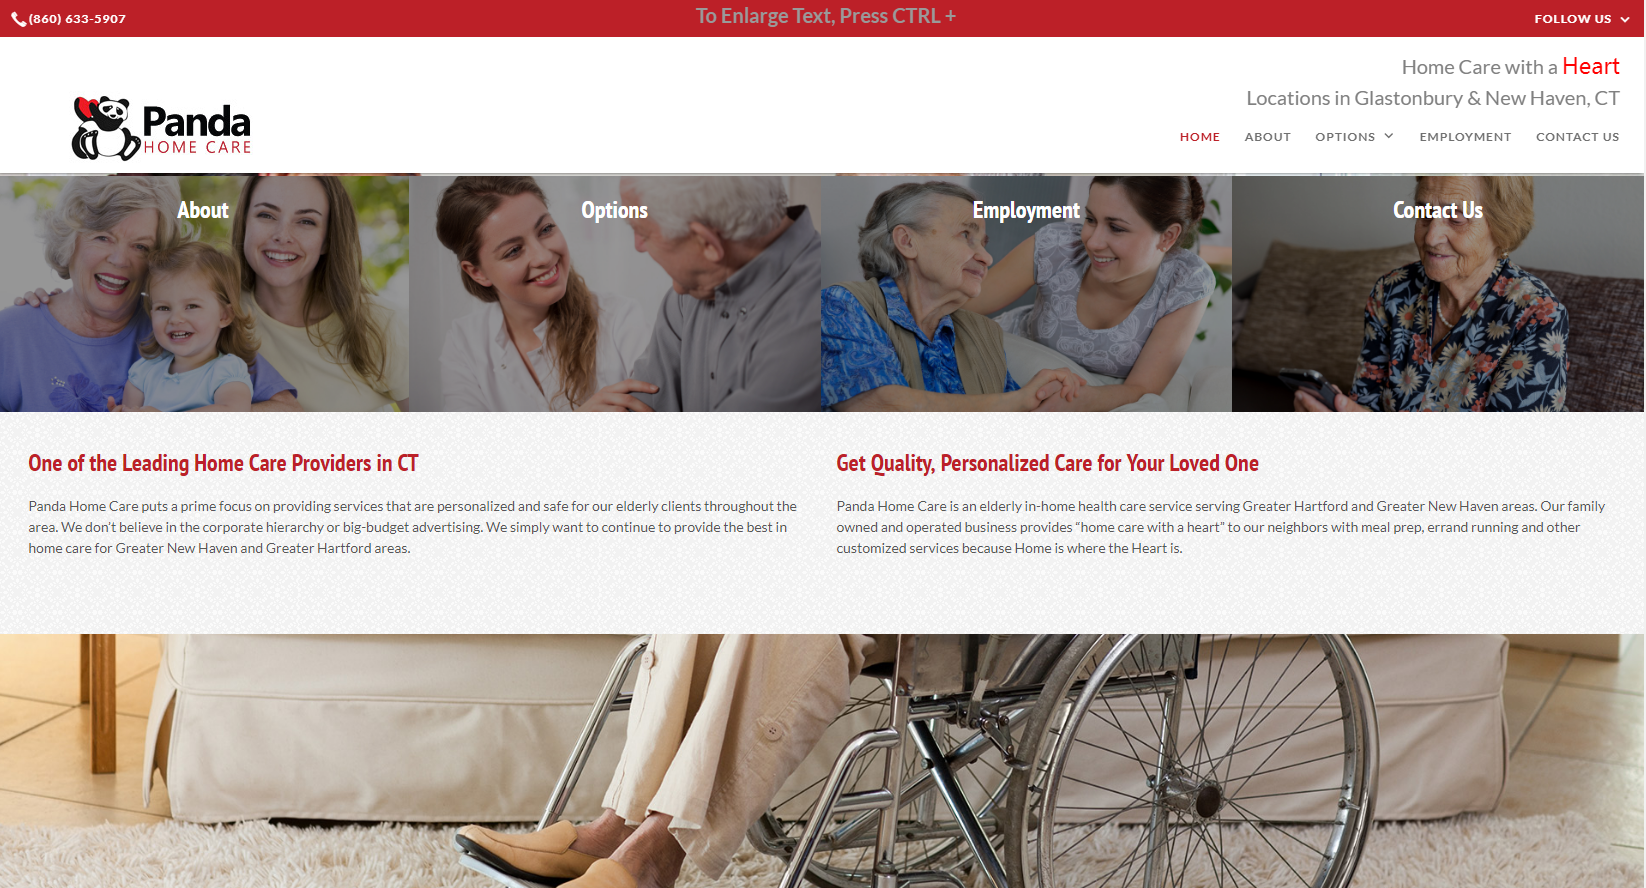 (860) 633-5907
To Enlarge Text, Press CTRL +
FOLLOW US
Home Care with a Heart
Locations in Glastonbury & New Haven, CT
Panda
HOME CARE
HOME
ABOUT
OPTIONS
EMPLOYMENT
CONTACT US
About
Options
Employment
Contact Us
One of the Leading Home Care Providers in CT
Panda Home Care puts a prime focus on providing services that are personalized and safe for our elderly clients throughout the
area. We don’t believe in the corporate hierarchy or big-budget advertising. We simply want to continue to provide the best in
home care for Greater New Haven and Greater Hartford areas.
Get Quality, Personalized Care for Your Loved One
Panda Home Care is an elderly in-home health care service serving Greater Hartford and Greater New Haven areas. Our family
owned and operated business provides “home care with a heart” to our neighbors with meal prep, errand running and other
customized services because Home is where the Heart is.